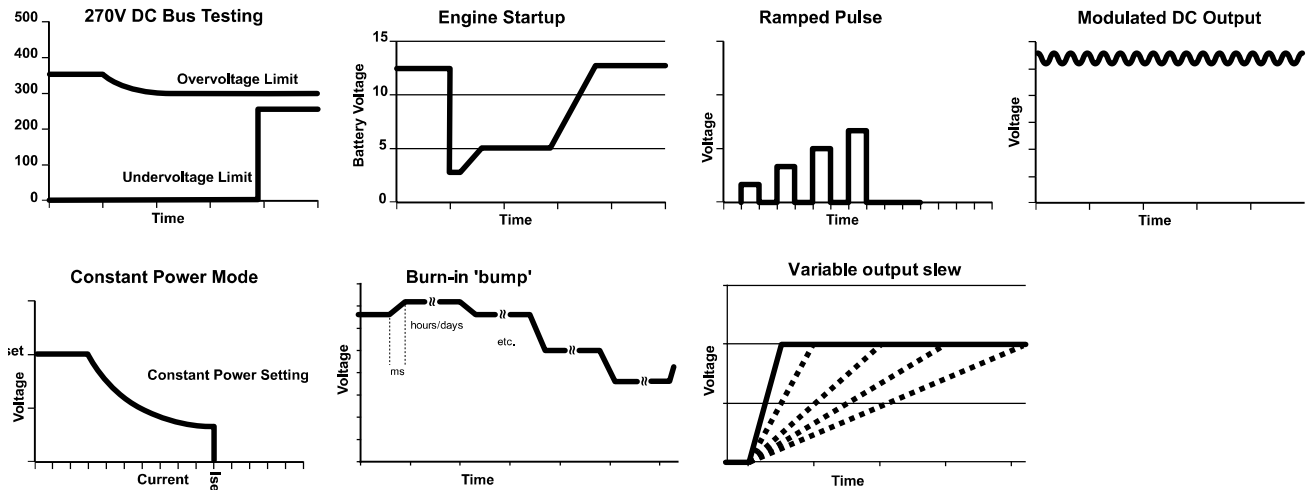 270V DC Bus Testing
500
400
300
200
100
0
Overvoltage Limit
Undervoltage Limit
Time
Engine Startup
Battery Voltage
15
10
5
0
Time
Ramped Pulse
Voltage
Time
Modulated DC Output
Voltage
Time
Constant Power Mode
set
Voltage
Constant Power Setting
Current
Ise
Burn-in 'bump'
Voltage
hours/days
ms
etc.
Time
Variable output slew
Voltage
Time